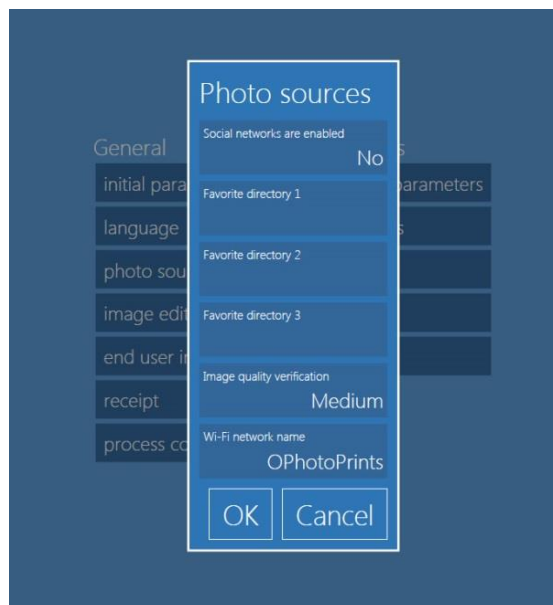 Photo sources
Social networks are enabled
No
Favorite directory 1
Favorite directory 2
Favorite directory 3
Image quality verification
Medium
Wi-Fi network name
OPhotoPrints
OK
Cancel
General
initial para
language
photo sou
image edi
end user i
receipt
process co
s
parameters
s